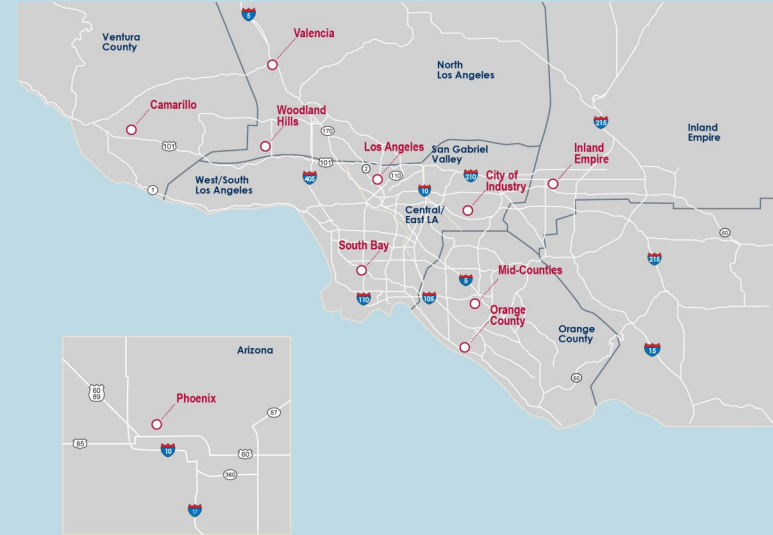 5
Valencia
Ventura
County
North
Los Angeles
Camarillo
Woodland
Hills
215
Inland
Empire
170
101
Los Angeles
San Gabriel
Valley
Inland
Empire
101
2
110
405
210
City of
Industry
West/South
Los Angeles
1
10
Central/
East LA
60
South Bay
215
Mid-Counties
5
110
105
Orange
County
Orange
County
15
Arizona
60
60
89
Phoenix
87
85
10
60
360
17